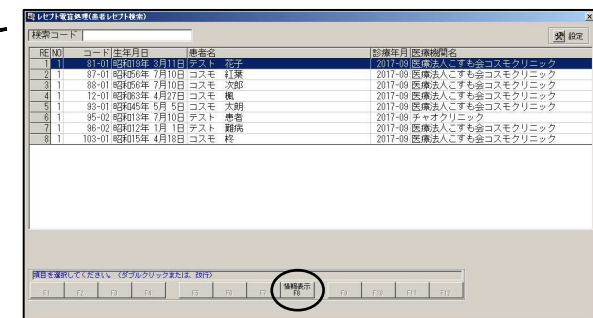 レセプト電算処理(患者レセプト検索)
検索コード
設定
RE NO コード 生年月日 患者名 診療年月 医療機関名
1 1 81-01 昭和19年 3月11日 テスト 花子 2017-09 医療法人こすも会コスモクリニック
2 1 87-01 昭和56年 7月10日 コスモ 紅葉 2017-09 医療法人こすも会コスモクリニック
3 1 88-01 昭和56年 7月10日 コスモ 次郎 2017-09 医療法人こすも会コスモクリニック
4 1 12-01 昭和63年 4月27日 コスモ 楓 2017-09 医療法人こすも会コスモクリニック
5 1 93-01 昭和45年 5月 5日 コスモ 太朗 2017-09 医療法人こすも会コスモクリニック
6 1 95-02 昭和13年 7月10日 テスト 患者 2017-09 チャオクリニック
7 1 96-02 昭和12年 1月 1日 テスト 難病 2017-09 医療法人こすも会コスモクリニック
8 1 103-01 昭和15年 4月18日 コスモ 柊 2017-09 医療法人こすも会コスモクリニック
項目を選択してください。(ダブルクリックまたは、改行)
F1 F2 F3 F4 F5 F6 F7 情報表示 F8 F9 F10 F11 F12